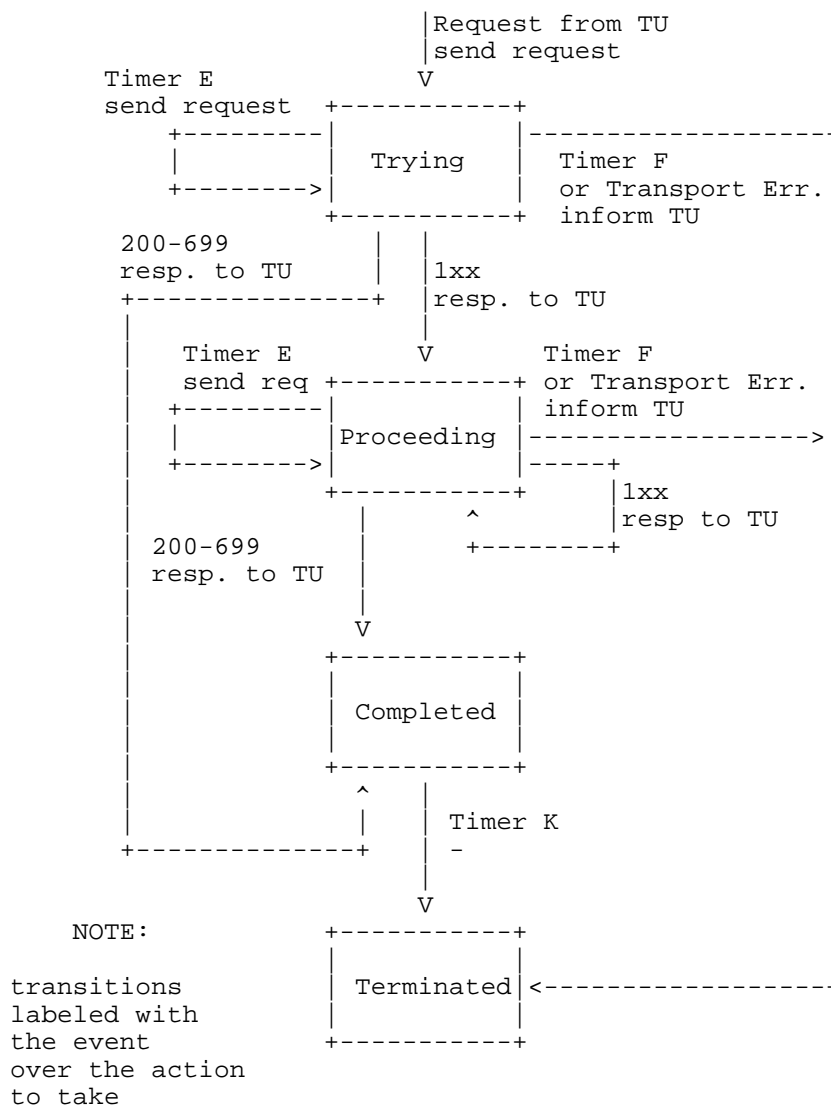 Request from TU
send request
Timer E
send request
Trying
Timer F
or Transport Err.
inform TU
200-699
resp. to TU
1xx
resp. to TU
Timer E
send req
Timer F
or Transport Err.
inform TU
Proceeding
1xx
resp to TU
200-699
resp. to TU
Completed
Timer K
-
NOTE:
transitions
labeled with
the event
over the action
to take
Terminated